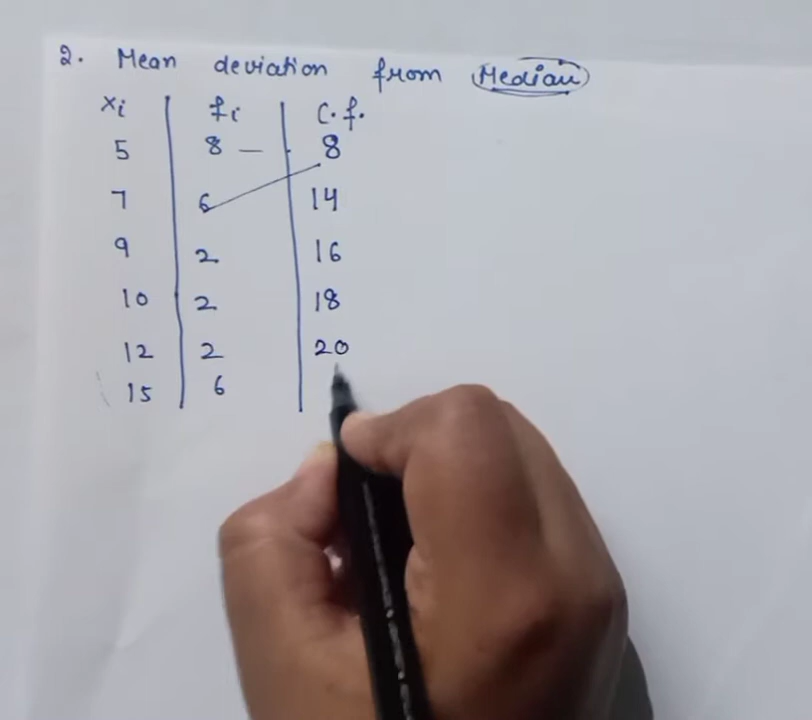 2. Mean deviation from Median
xi fi c.f.
5 8 — 8
7 6 14
9 2 16
10 2 18
12 2 20
15 6